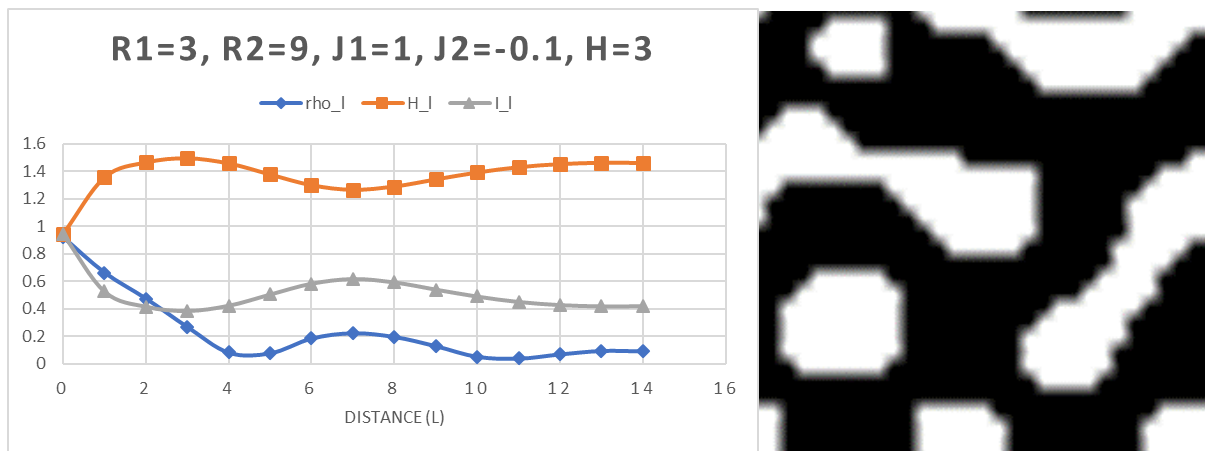 R1=3, R2=9, J1=1, J2=-0.1, H=3
rho_l H_l I_l
1.6
1.4
1.2
1
0.8
0.6
0.4
0.2
0
0 2 4 6 8 10 12 14 16
DISTANCE (L)